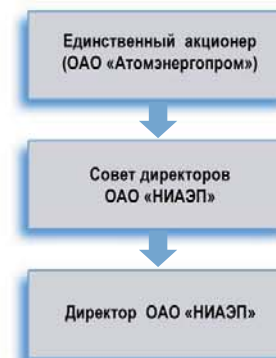 Единственный акционер
(ОАО «Атомэнергопром»)
Совет директоров
ОАО «НИАЭП»
Директор ОАО «НИАЭП»